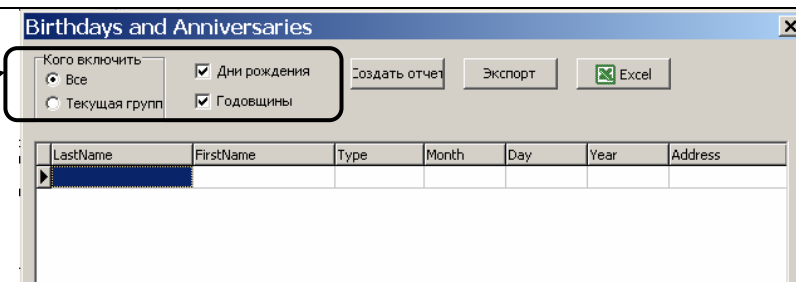 Birthdays and Anniversaries
Кого включить
Все
Текущая групп
Дни рождения
Годовщины
Создать отчет
Экспорт
Excel
LastName FirstName Type Month Day Year Address